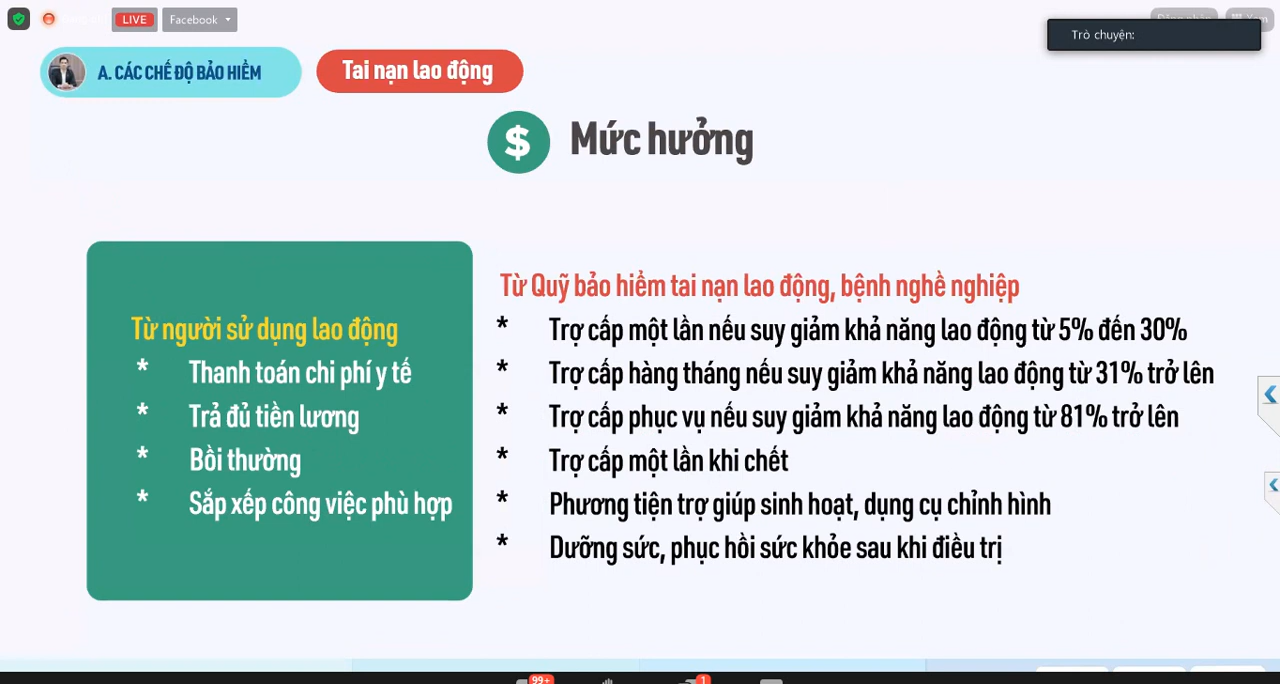 LIVE
Facebook
Trò chuyện:
A. CÁC CHẾ ĐỘ BẢO HIỂM
Tai nạn lao động
$ Mức hưởng
Từ người sử dụng lao động
* Thanh toán chi phí y tế
* Trả đủ tiền lương
* Bồi thường
* Sắp xếp công việc phù hợp
Từ Quỹ bảo hiểm tai nạn lao động, bệnh nghề nghiệp
* Trợ cấp một lần nếu suy giảm khả năng lao động từ 5% đến 30%
* Trợ cấp hàng tháng nếu suy giảm khả năng lao động từ 31% trở lên
* Trợ cấp phục vụ nếu suy giảm khả năng lao động từ 81% trở lên
* Trợ cấp một lần khi chết
* Phương tiện trợ giúp sinh hoạt, dụng cụ chỉnh hình
* Dưỡng sức, phục hồi sức khỏe sau khi điều trị
99+
1